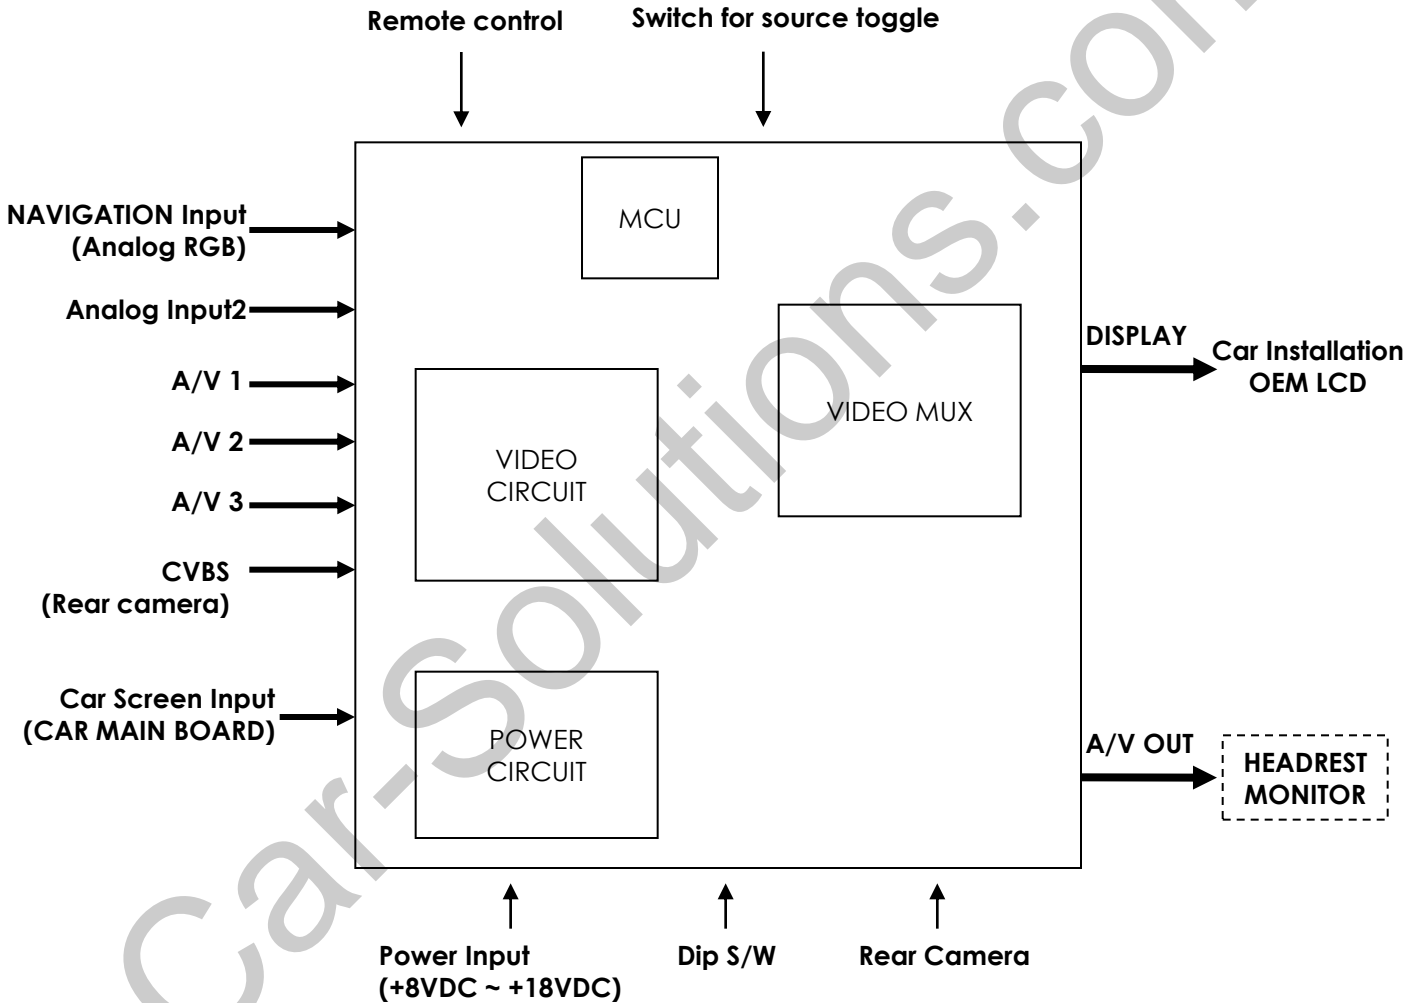 Remote control
Switch for source toggle
NAVIGATION Input
(Analog RGB)
Analog Input2
A/V 1
A/V 2
A/V 3
CVBS
(Rear camera)
Car Screen Input
(CAR MAIN BOARD)
MCU
VIDEO
CIRCUIT
VIDEO MUX
POWER
CIRCUIT
DISPLAY
Car Installation
OEM LCD
A/V OUT
HEADREST
MONITOR
Power Input
(+8VDC ~ +18VDC)
Dip S/W
Rear Camera
Car-Solutions.com